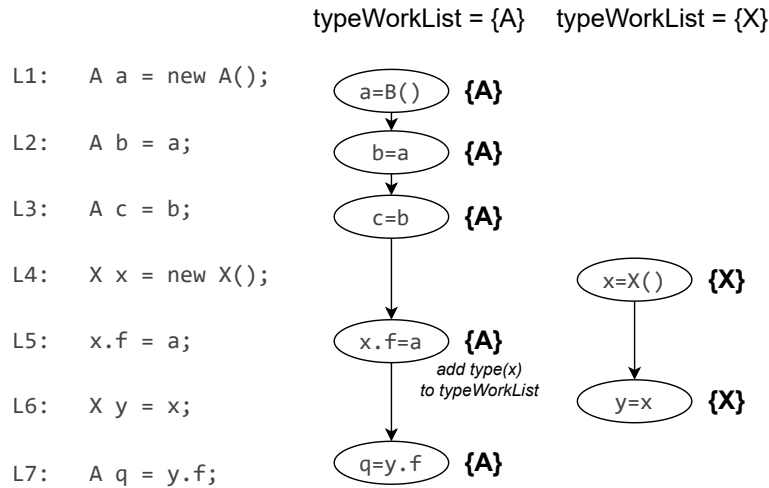 typeWorkList = {A} typeWorkList = {X}
L1: A a = new A();
a=B() {A}
L2: A b = a;
b=a {A}
L3: A c = b;
c=b {A}
L4: X x = new X();
x=X() {X}
L5: x.f = a;
x.f=a {A}
add type(x)
to typeWorkList
L6: X y = x;
y=x {X}
L7: A q = y.f;
q=y.f {A}